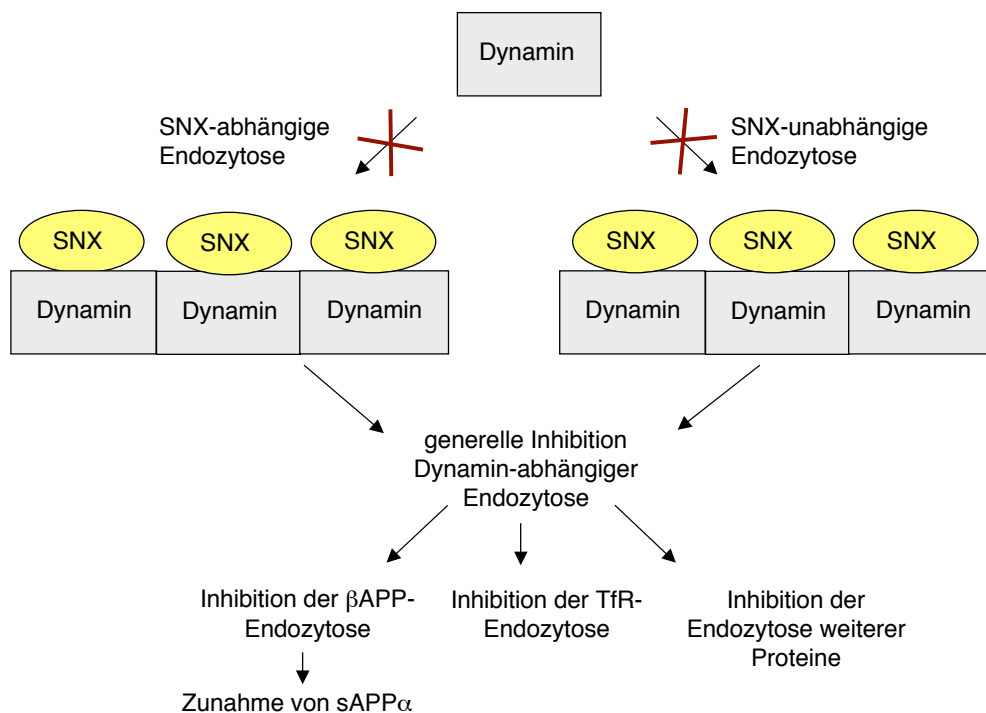 Dynamin
SNX-abhängige
Endozytose
SNX-unabhängige
Endozytose
SNX SNX SNX
Dynamin Dynamin Dynamin
SNX SNX SNX
Dynamin Dynamin Dynamin
generelle Inhibition
Dynamin-abhängiger
Endozytose
Inhibition der βAPP-
Endozytose
Zunahme von sAPPα
Inhibition der TfR-
Endozytose
Inhibition der
Endozytose weiterer
Proteine